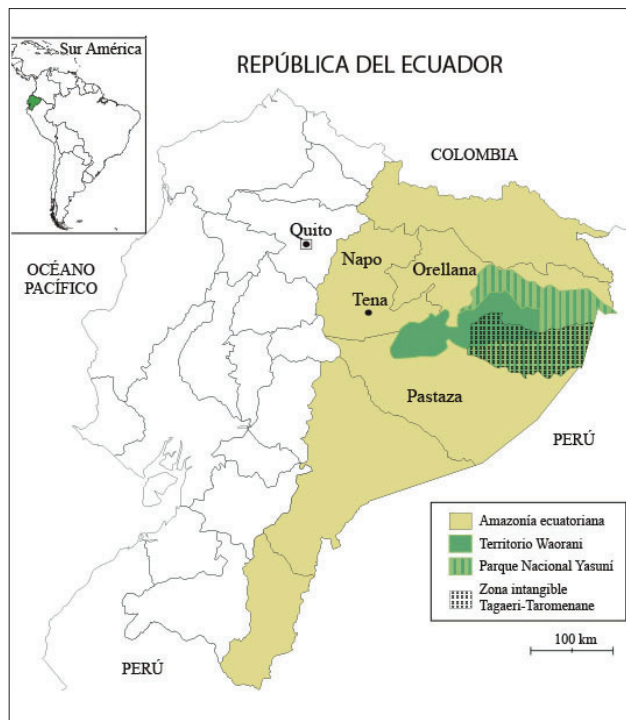 Sur América
REPÚBLICA DEL ECUADOR
COLOMBIA
Quito
OCÉANO
PACÍFICO
Napo
Orellana
Tena
Pastaza
PERÚ
Amazonía ecuatoriana
Territorio Waorani
Parque Nacional Yasuní
Zona intangible
Tagaeri-Taromenane
100 km
PERÚ